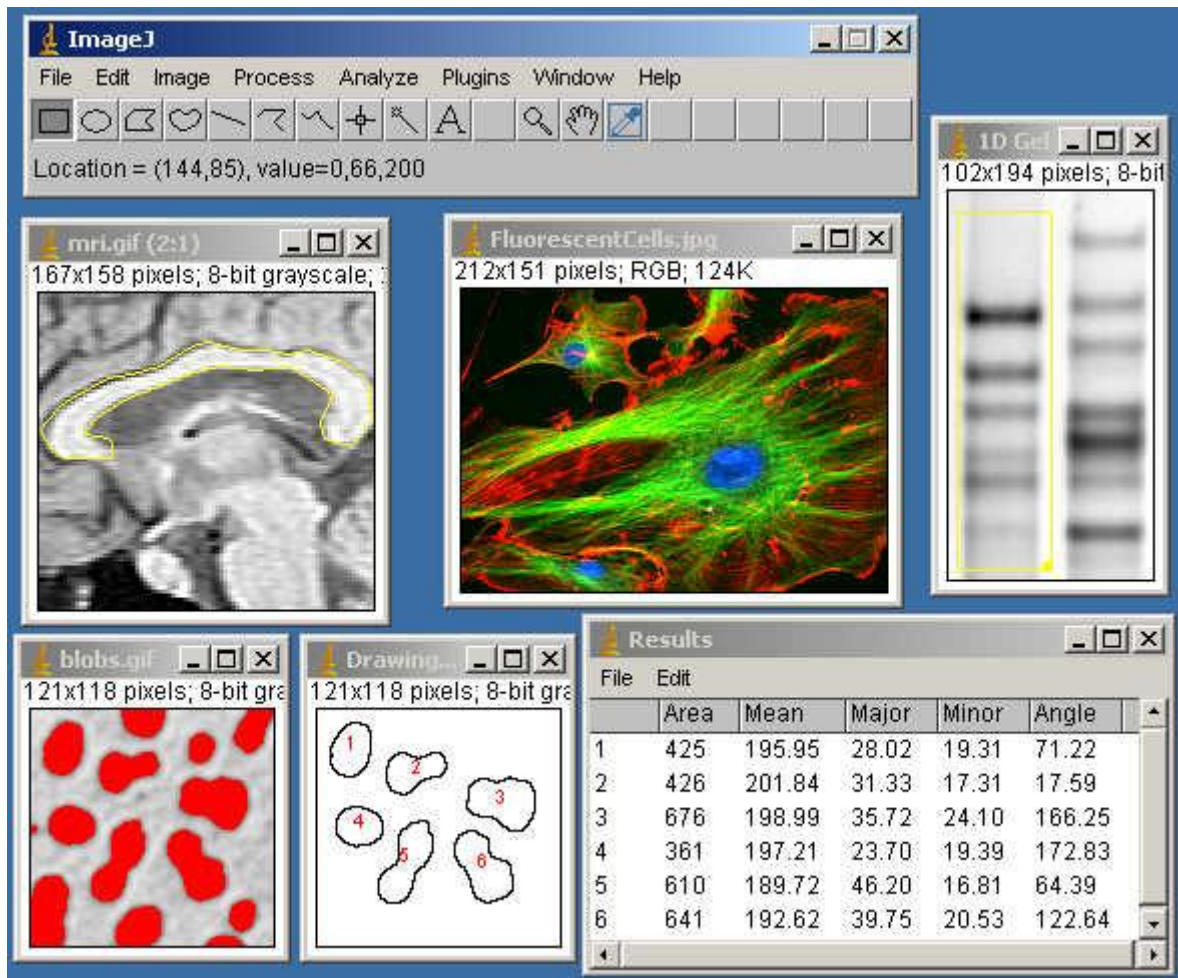 ImageJ
File Edit Image Process Analyze Plugins Window Help
A
Location = (144,85), value=0,66,200
1D Gel
102x194 pixels; 8-bit
mri.gif (2:1)
167x158 pixels; 8-bit grayscale;
FluorescentCells.jpg
212x151 pixels; RGB; 124K
blobs.gif
121x118 pixels; 8-bit gra
Drawing...
121x118 pixels; 8-bit gra
1
2
3
4
5
6
Results
File Edit
Area Mean Major Minor Angle
1 425 195.95 28.02 19.31 71.22
2 426 201.84 31.33 17.31 17.59
3 676 198.99 35.72 24.10 166.25
4 361 197.21 23.70 19.39 172.83
5 610 189.72 46.20 16.81 64.39
6 641 192.62 39.75 20.53 122.64